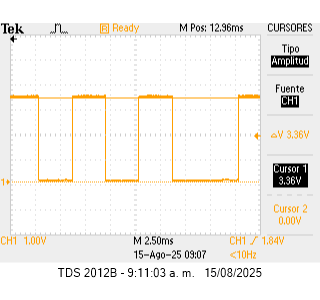 Tek Ready M Pos: 12.96ms CURSORES
Tipo
Amplitud
Fuente
CH1
△V 3.36V
Cursor 1
3.36V
Cursor 2
0.00V
1
CH1 1.00V M 2.50ms CH1 / 1.84V
15-Ago-25 09:07 <10Hz
TDS 2012B - 9:11:03 a. m. 15/08/2025